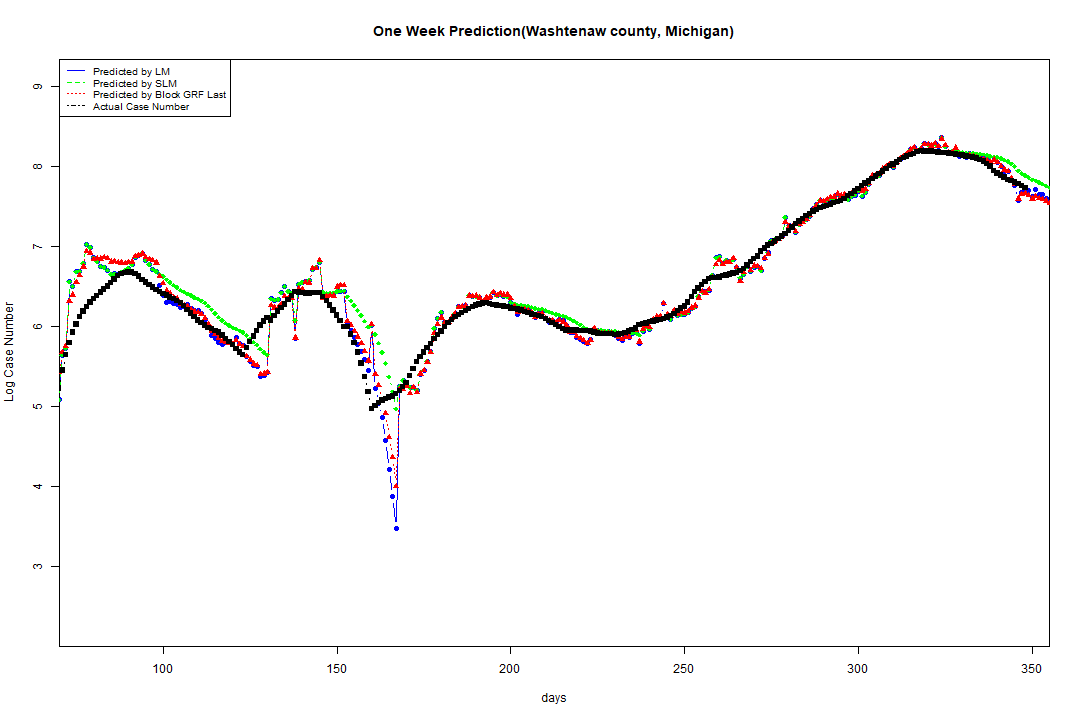 One Week Prediction(Washtenaw county, Michigan)
Predicted by LM
Predicted by SLM
Predicted by Block GRF Last
Actual Case Number
9
8
7
6
5
4
3
Log Case Number
100 150 200 250 300 350
days